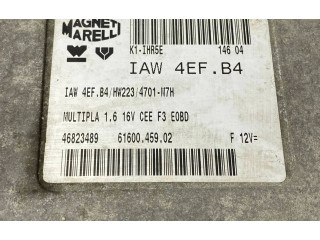 MAGNETI
MARELLI
K1-IHR5E 146 04
IAW 4EF.B4
IAW 4EF.B4/HW223/4701-M7H
MULTIPLA 1.6 16V CEE F3 EOBD
46823489 61600.459.02 F 12V=